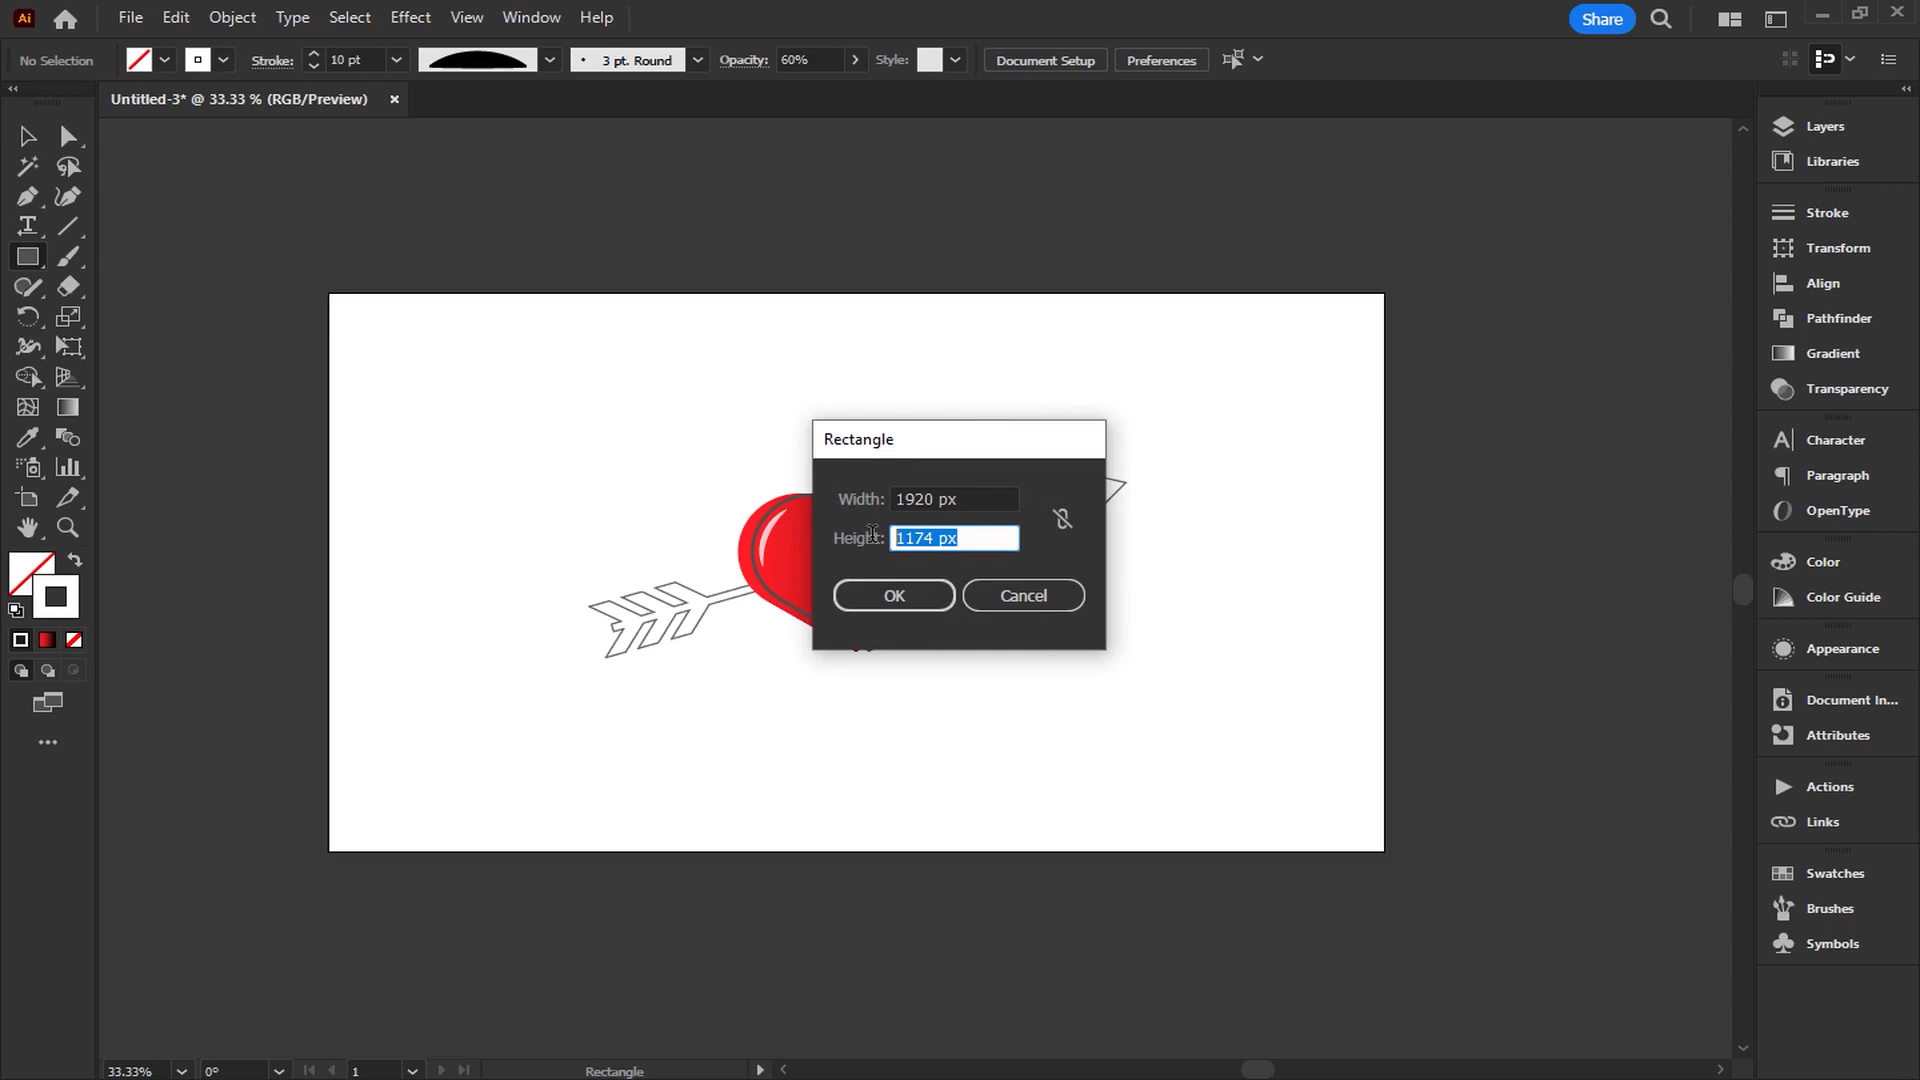 Ai File Edit Object Type Select Effect View Window Help Share
No Selection Stroke: 10 pt 3 pt. Round Opacity: 60% Style: Document Setup Preferences
Untitled-3* @ 33.33 % (RGB/Preview)
Layers
Libraries
Stroke
Transform
Align
Pathfinder
Gradient
Transparency
Character
Paragraph
OpenType
Color
Color Guide
Appearance
Document In...
Attributes
Actions
Links
Swatches
Brushes
Symbols
Rectangle
Width: 1920 px
Height: 1174 px
OK Cancel
33.33% 0° 1 Rectangle